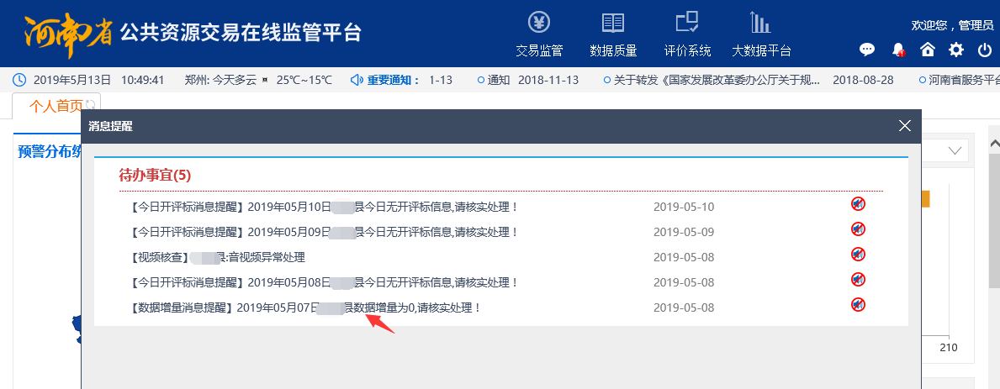 河南省 公共资源交易在线监管平台
交易监管 数据质量 评价系统 大数据平台
欢迎您，管理员
2019年5月13日 10:49:41 郑州: 今天多云 25℃~15℃ 重要通知： 1-13 通知 2018-11-13 关于转发《国家发展改革委办公厅关于规... 2018-08-28 河南省服务平台
个人首页
消息提醒
预警分布统
待办事宜(5)
【今日开评标消息提醒】2019年05月10日 县今日无开评标信息,请核实处理！ 2019-05-10
【今日开评标消息提醒】2019年05月09日 县今日无开评标信息,请核实处理！ 2019-05-09
【视频核查】 县:音视频异常处理 2019-05-08
【今日开评标消息提醒】2019年05月08日 县今日无开评标信息,请核实处理！ 2019-05-08
【数据增量消息提醒】2019年05月07日 县数据增量为0,请核实处理！ 2019-05-08
210